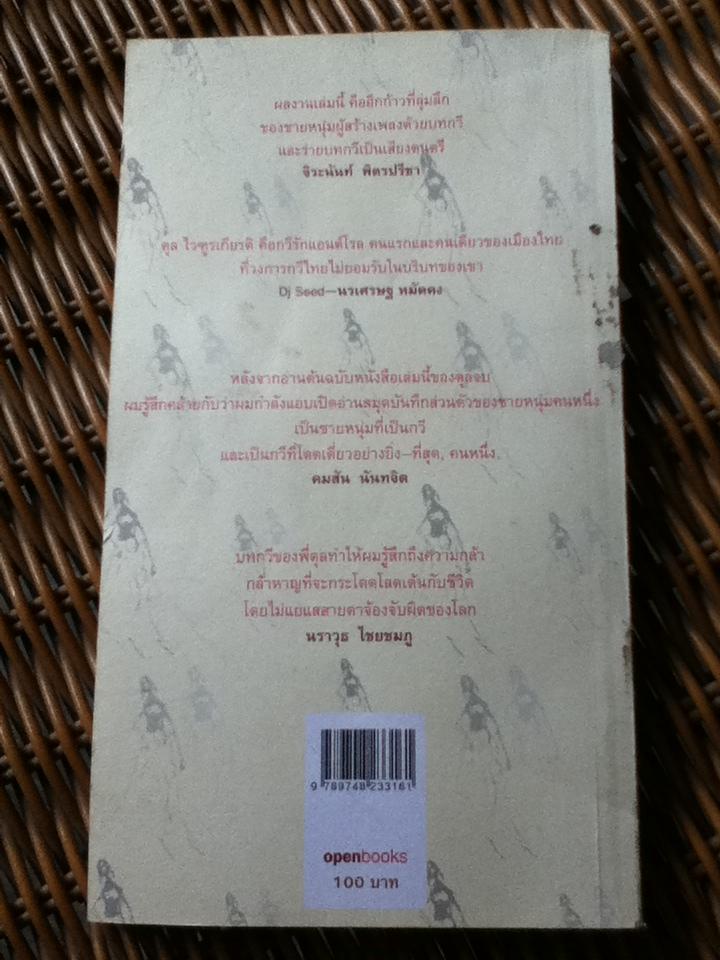 ผลงานเล่มนี้ คืออีกก้าวที่ลุ่มลึก
ของชายหนุ่มผู้สร้างเพลงด้วยบทกวี
และร่ายบทกวีเป็นเสียงดนตรี
จิระนันท์ พิตรปรีชา
ตุล ไวฑูรเกียรติ คือกวีร็อกแอนด์โรล คนแรกและคนเดียวของเมืองไทย
ที่วงการกวีไทยไม่ยอมรับในบริบทของเขา
Dj Seed—นรเศรษฐ หมัดคง
หลังจากอ่านต้นฉบับหนังสือเล่มนี้ของตุลจบ
ผมรู้สึกคล้ายกับว่าผมกำลังแอบเปิดอ่านสมุดบันทึกส่วนตัวของชายหนุ่มคนหนึ่ง
เป็นชายหนุ่มที่เป็นกวี
และเป็นกวีที่โดดเดี่ยวอย่างยิ่ง—ที่สุด, คนหนึ่ง.
คมสัน นันทจิต
บทกวีของพี่ตุลทำให้ผมรู้สึกถึงความกล้า
กล้าหาญที่จะกระโดดโลดเต้นกับชีวิต
โดยไม่แยแสสายตาจ้องจับผิดของโลก
นราวุธ ไชยชมภู
9 789748 233161
openbooks
100 บาท